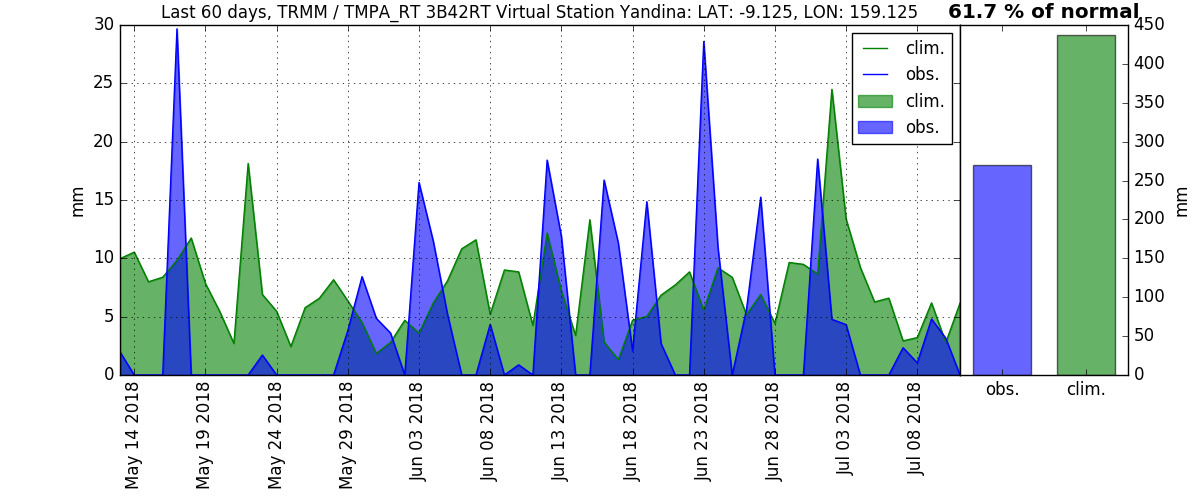 Last 60 days, TRMM / TMPA_RT 3B42RT Virtual Station Yandina: LAT: -9.125, LON: 159.125
61.7 % of normal
30
25
20
15
10
5
0
mm
clim.
obs.
clim.
obs.
450
400
350
300
250
200
150
100
50
0
mm
obs.
clim.
May 14 2018
May 19 2018
May 24 2018
May 29 2018
Jun 03 2018
Jun 08 2018
Jun 13 2018
Jun 18 2018
Jun 23 2018
Jun 28 2018
Jul 03 2018
Jul 08 2018